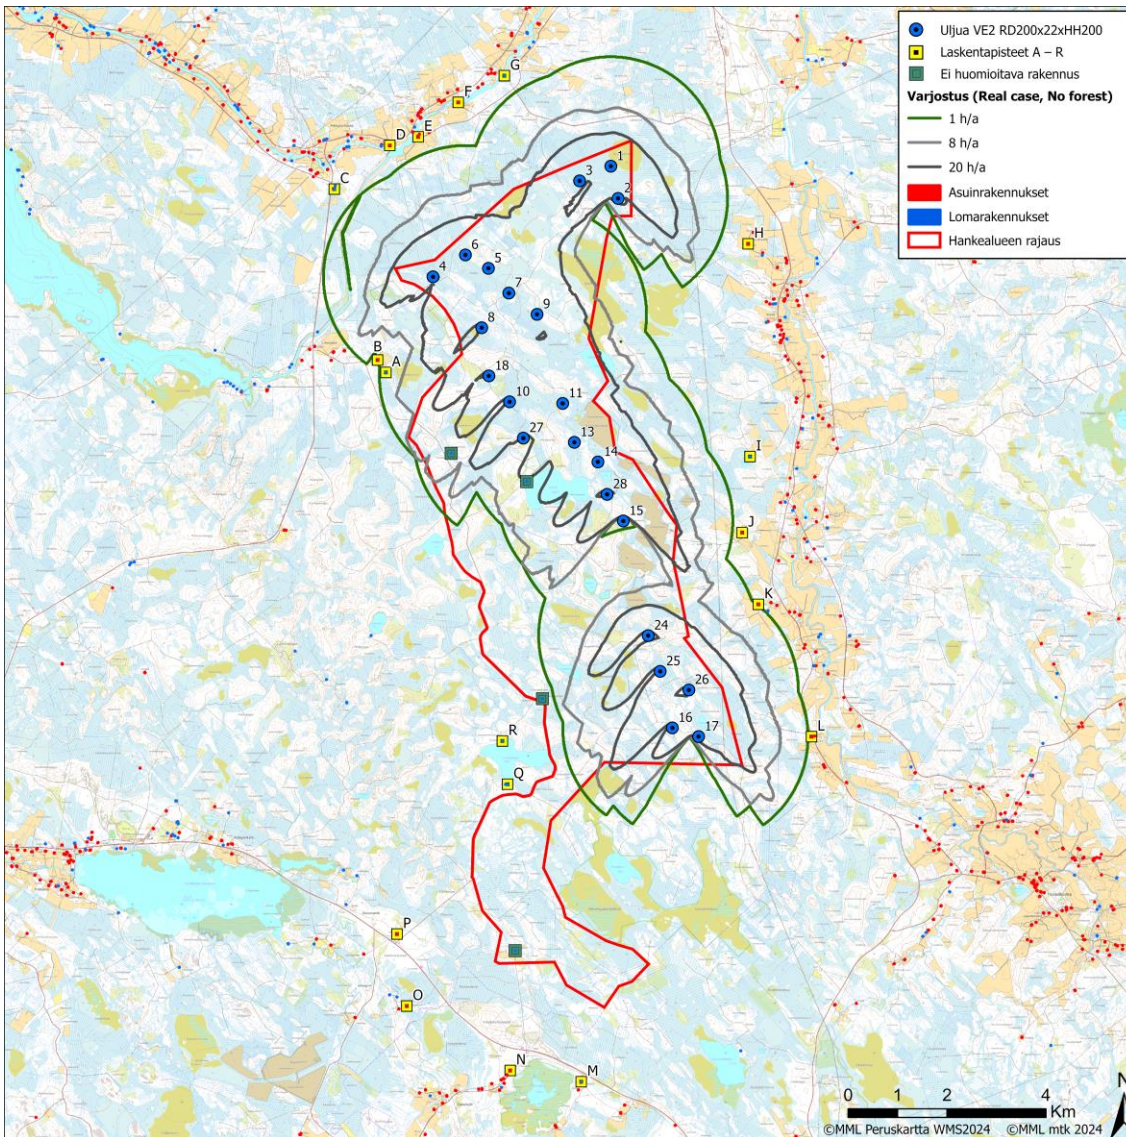 Uljua VE2 RD200x22xHH200
Laskentapisteet A – R
Ei huomioitava rakennus
Varjostus (Real case, No forest)
1 h/a
8 h/a
20 h/a
Asuinrakennukset
Lomarakennukset
Hankealueen rajaus
G
F
E
D
C
1
3
2
H
6
5
4
7
9
8
B
A
18
10
11
27
13
14
I
28
15
J
K
24
25
26
16
17
L
R
Q
P
O
N
M
N
0 1 2 4
Km
©MML Peruskartta WMS2024 ©MML mtk 2024